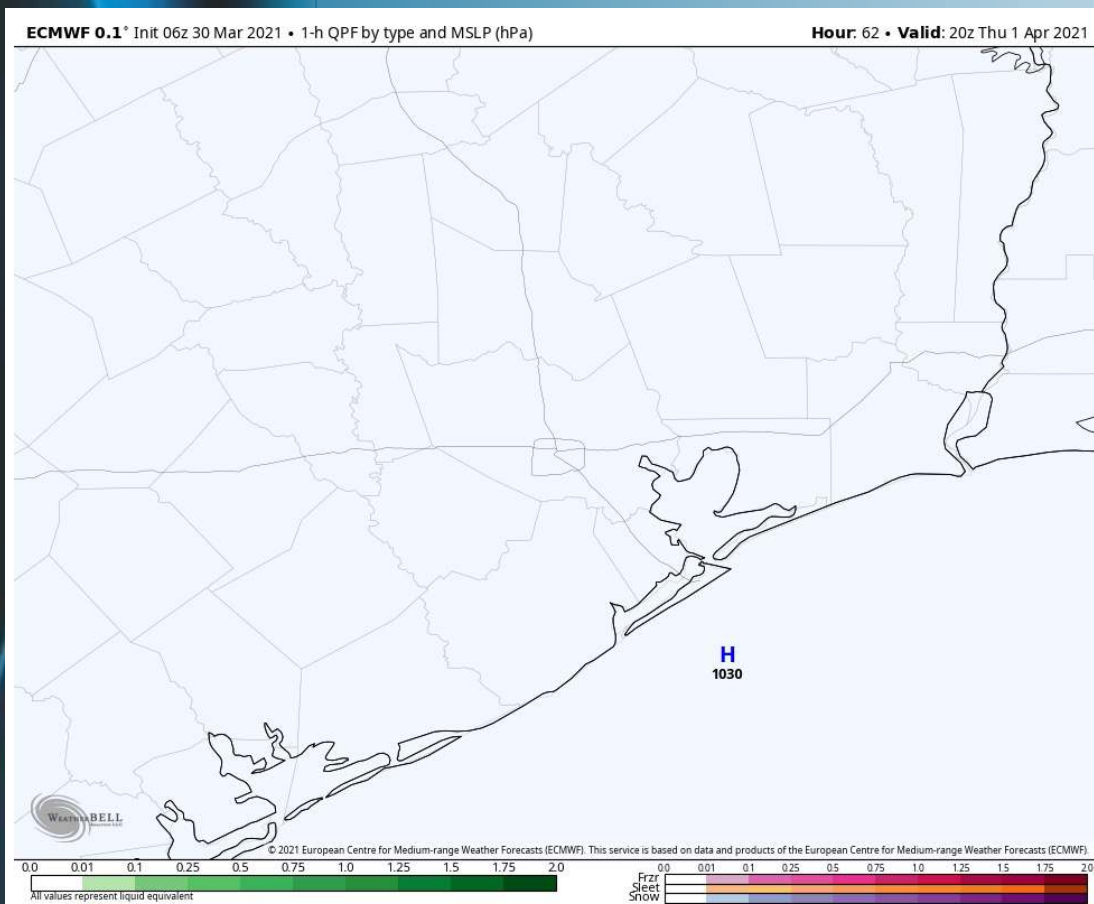 ECMWF 0.1° Init 06z 30 Mar 2021 • 1-h QPF by type and MSLP (hPa)
Hour: 62 • Valid: 20z Thu 1 Apr 2021
H
1030
WEATHERBELL
© 2021 European Centre for Medium-range Weather Forecasts (ECMWF). This service is based on data and products of the European Centre for Medium-range Weather Forecasts (ECMWF).
0.0 0.01 0.1 0.25 0.5 0.75 1.0 1.25 1.5 1.75 2.0
All values represent liquid equivalent
0.0 0.01 0.1 0.25 0.5 0.75 1.0 1.25 1.5 1.75 2.0
Frzr
Sleet
Snow